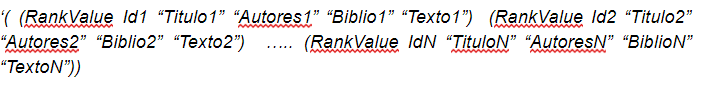 ‘( (RankValue Id1 “Titulo1” “Autores1” “Biblio1” “Texto1”) (RankValue Id2 “Titulo2”
“Autores2” “Biblio2” “Texto2”) ….. (RankValue IdN “TituloN” “AutoresN” “BiblioN”
“TextoN”))